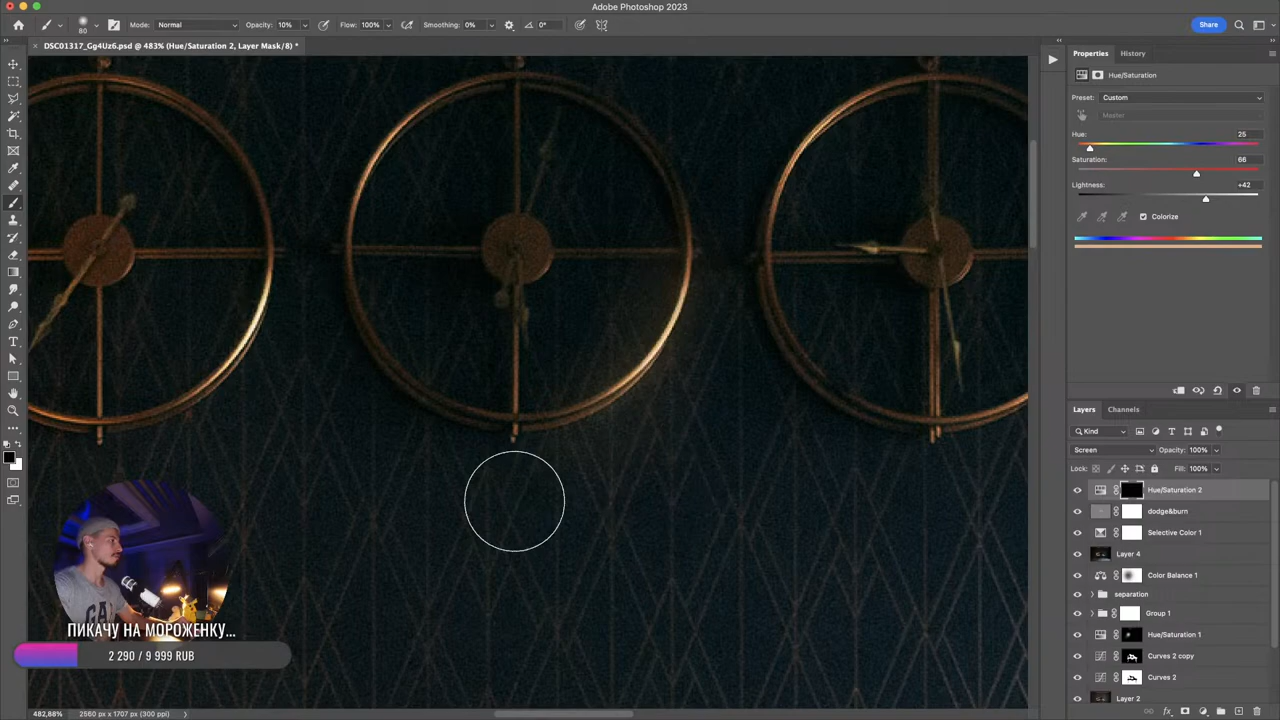 Adobe Photoshop 2023
80
Mode: Normal
Opacity: 10%
Flow: 100%
Smoothing: 0%
0°
Share
× DSC01317_Gg4Uz6.psd @ 483% (Hue/Saturation 2, Layer Mask/8) *
Properties
History
Hue/Saturation
Preset: Custom
Master
Hue: 25
Saturation: 66
Lightness: +42
Colorize
Layers
Channels
Kind
Screen
Opacity: 100%
Lock:
Fill: 100%
Hue/Saturation 2
dodge&burn
Selective Color 1
Layer 4
Color Balance 1
separation
Group 1
Hue/Saturation 1
Curves 2 copy
Curves 2
Layer 2
ПИКАЧУ НА МОРОЖЕНКУ...
2 290 / 9 999 RUB
482,88%
2560 px x 1707 px (300 ppi)